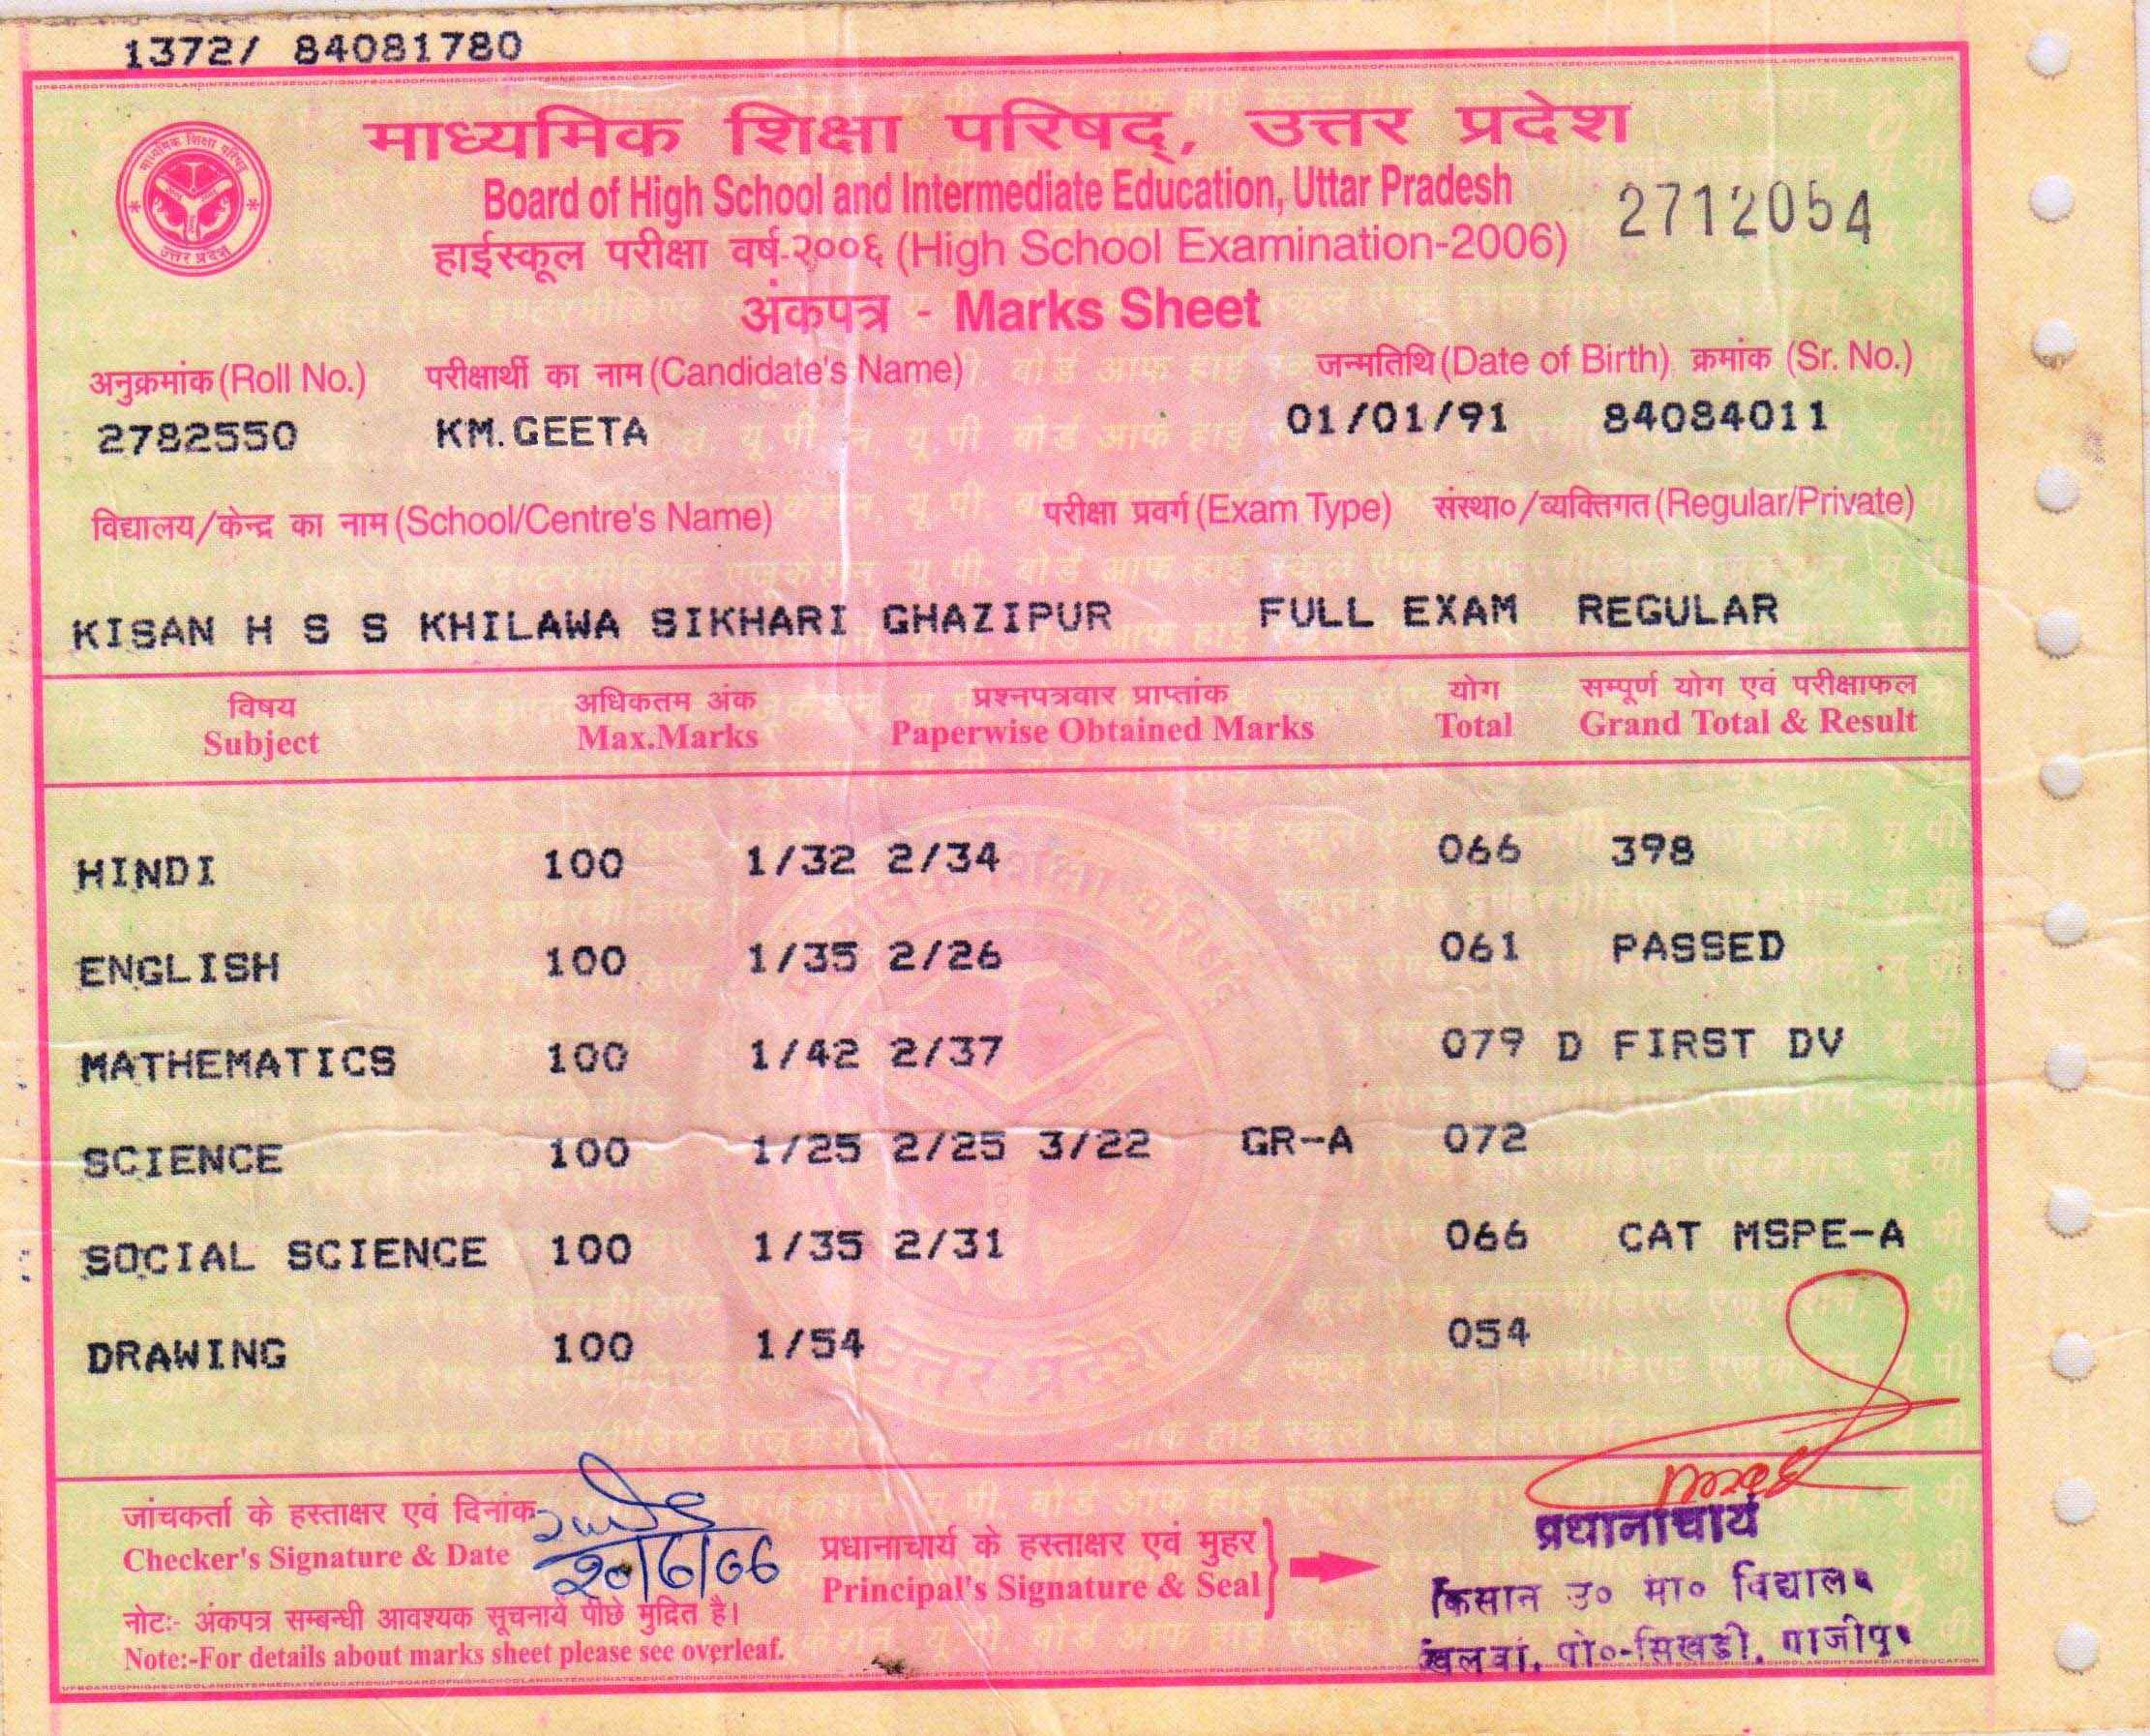 1372/ 84081780
माध्यमिक शिक्षा परिषद्, उत्तर प्रदेश
Board of High School and Intermediate Education, Uttar Pradesh
2712054
हाईस्कूल परीक्षा वर्ष-२००६ (High School Examination-2006)
अंकपत्र - Marks Sheet
अनुक्रमांक (Roll No.) परीक्षार्थी का नाम (Candidate's Name) जन्मतिथि (Date of Birth) क्रमांक (Sr. No.)
2782550 KM.GEETA 01/01/91 84084011
विद्यालय/केन्द्र का नाम (School/Centre's Name) परीक्षा प्रवर्ग (Exam Type) संस्था०/व्यक्तिगत (Regular/Private)
KISAN H S S KHILAWA SIKHARI GHAZIPUR FULL EXAM REGULAR
विषय अधिकतम अंक प्रश्नपत्रवार प्राप्तांक योग सम्पूर्ण योग एवं परीक्षाफल
Subject Max.Marks Paperwise Obtained Marks Total Grand Total & Result
HINDI 100 1/32 2/34 066 398
ENGLISH 100 1/35 2/26 061 PASSED
MATHEMATICS 100 1/42 2/37 079 D FIRST DV
SCIENCE 100 1/25 2/25 3/22 GR-A 072
SOCIAL SCIENCE 100 1/35 2/31 066 CAT MSPE-A
DRAWING 100 1/54 054
जांचकर्ता के हस्ताक्षर एवं दिनांक
Checker's Signature & Date
२०/6/06
प्रधानाचार्य के हस्ताक्षर एवं मुहर
Principal's Signature & Seal
प्रधानाचार्य
किसान उ० मा० विद्याल
खलवां, पो०-सिखडी, गाजीपु
नोट:- अंकपत्र सम्बन्धी आवश्यक सूचनायें पीछे मुद्रित है।
Note:-For details about marks sheet please see overleaf.